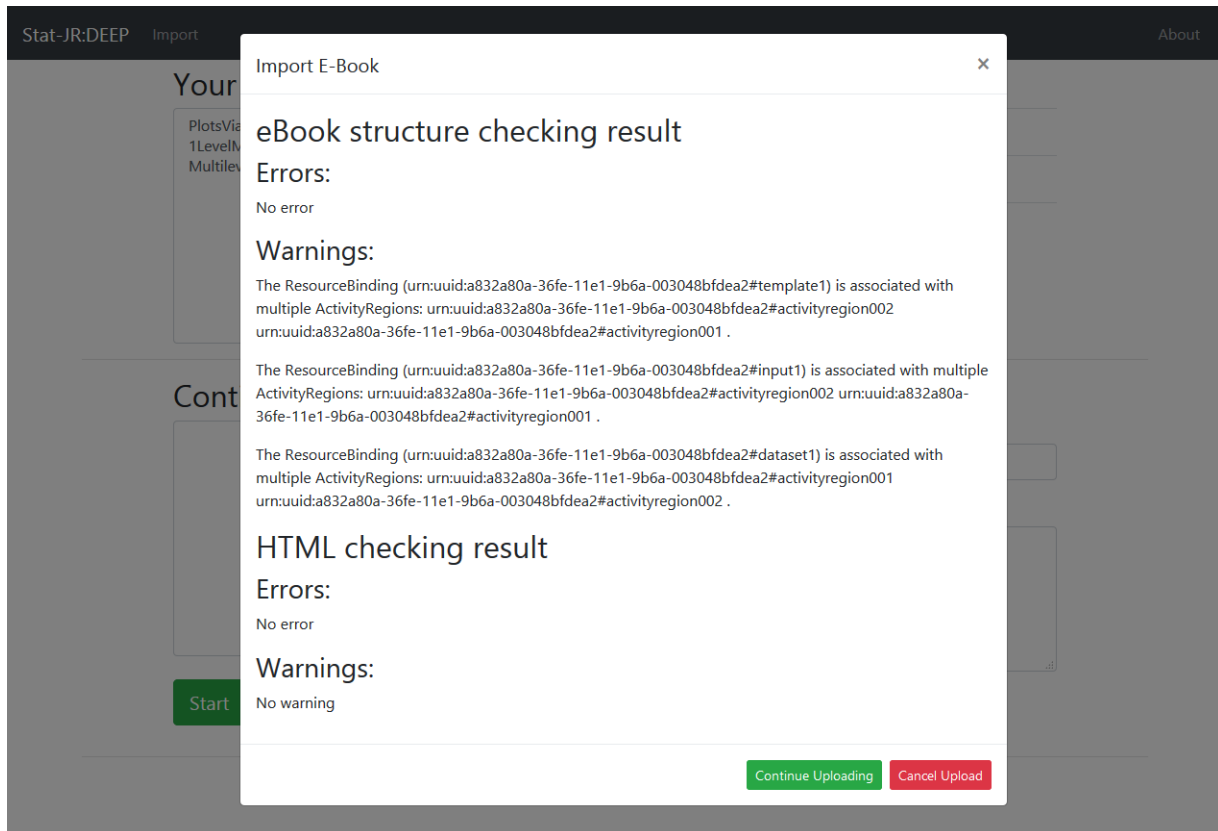 Stat-JR:DEEP Import About
Import E-Book ×
Your
PlotsVia
1LevelM
Multilev
eBook structure checking result
Errors:
No error
Warnings:
The ResourceBinding (urn:uuid:a832a80a-36fe-11e1-9b6a-003048bfdea2#template1) is associated with
multiple ActivityRegions: urn:uuid:a832a80a-36fe-11e1-9b6a-003048bfdea2#activityregion002
urn:uuid:a832a80a-36fe-11e1-9b6a-003048bfdea2#activityregion001 .
The ResourceBinding (urn:uuid:a832a80a-36fe-11e1-9b6a-003048bfdea2#input1) is associated with multiple
ActivityRegions: urn:uuid:a832a80a-36fe-11e1-9b6a-003048bfdea2#activityregion002 urn:uuid:a832a80a-
36fe-11e1-9b6a-003048bfdea2#activityregion001 .
Cont
The ResourceBinding (urn:uuid:a832a80a-36fe-11e1-9b6a-003048bfdea2#dataset1) is associated with
multiple ActivityRegions: urn:uuid:a832a80a-36fe-11e1-9b6a-003048bfdea2#activityregion001
urn:uuid:a832a80a-36fe-11e1-9b6a-003048bfdea2#activityregion002 .
HTML checking result
Errors:
No error
Warnings:
No warning
Start
Continue Uploading Cancel Upload